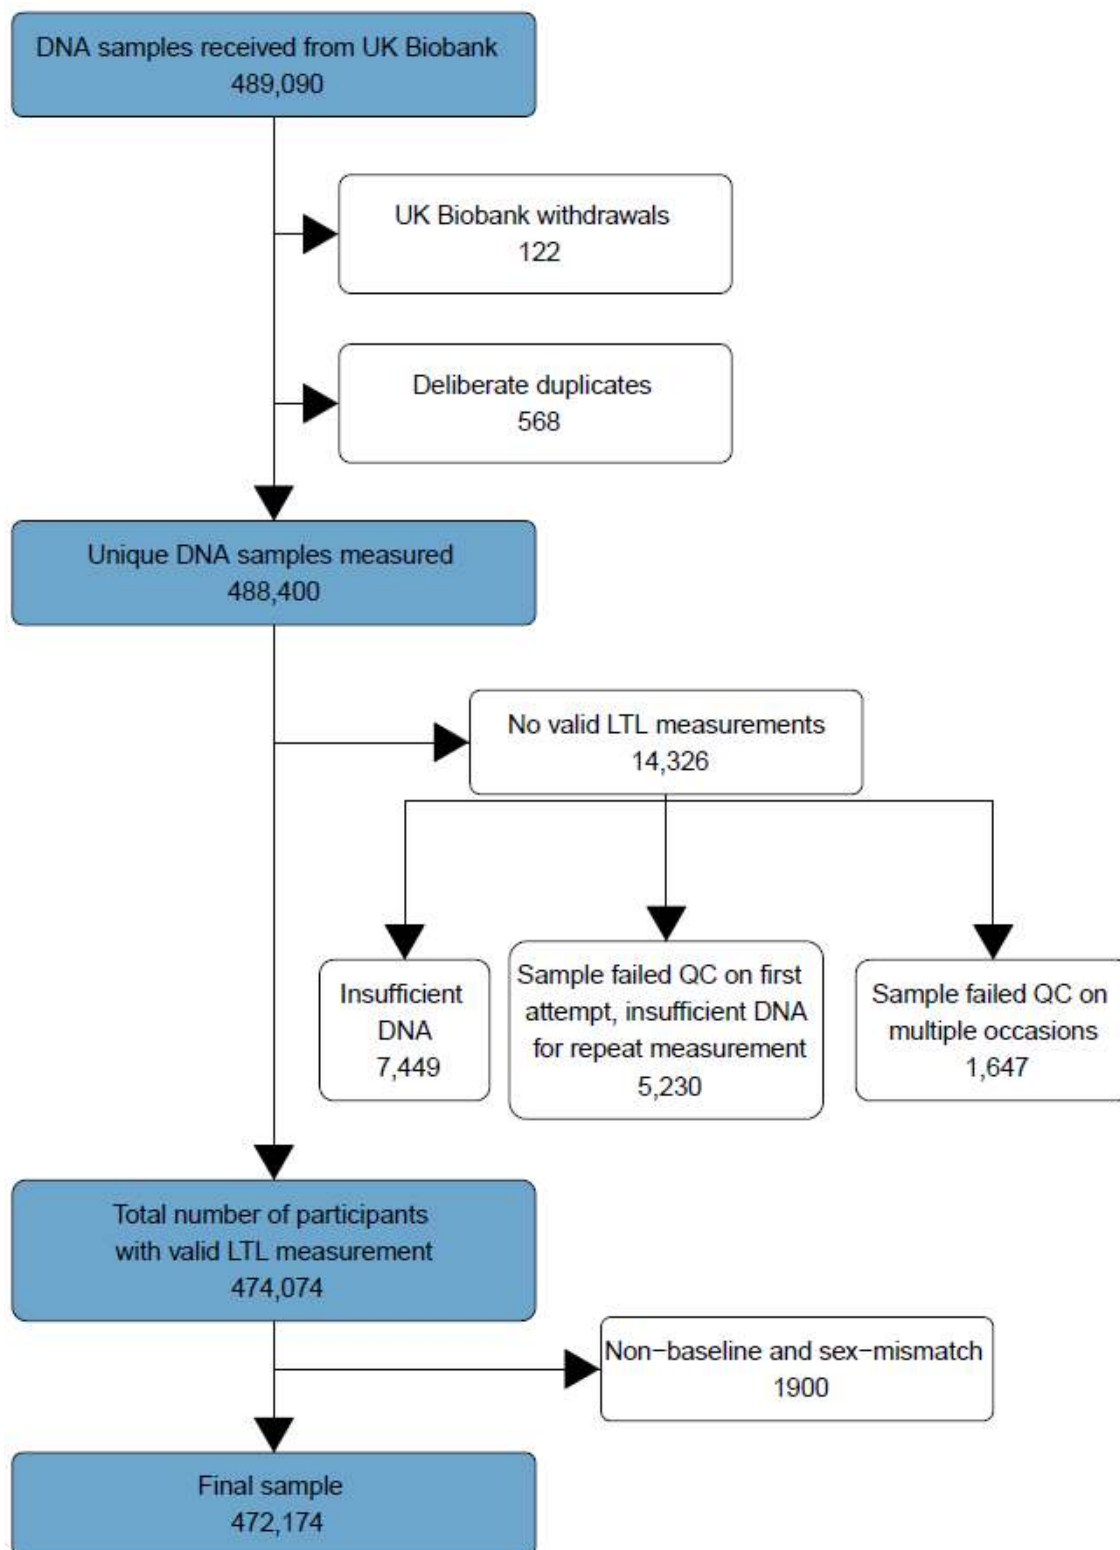 DNA samples received from UK Biobank
489,090
UK Biobank withdrawals
122
Deliberate duplicates
568
Unique DNA samples measured
488,400
No valid LTL measurements
14,326
Insufficient
DNA
7,449
Sample failed QC on first
attempt, insufficient DNA
for repeat measurement
5,230
Sample failed QC on
multiple occasions
1,647
Total number of participants
with valid LTL measurement
474,074
Non−baseline and sex−mismatch
1900
Final sample
472,174